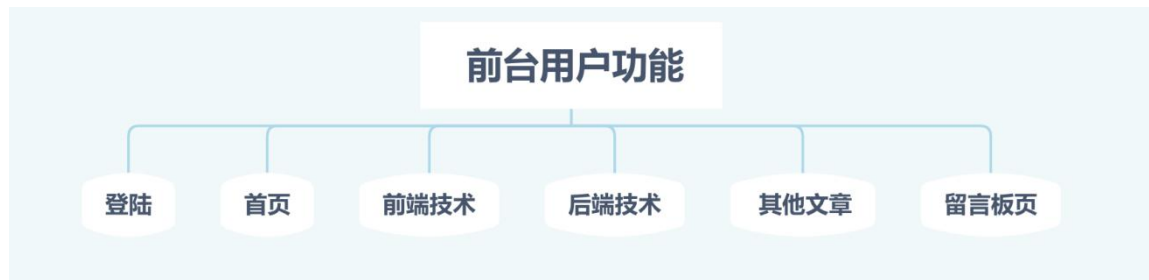 前台用户功能
登陆
首页
前端技术
后端技术
其他文章
留言板页